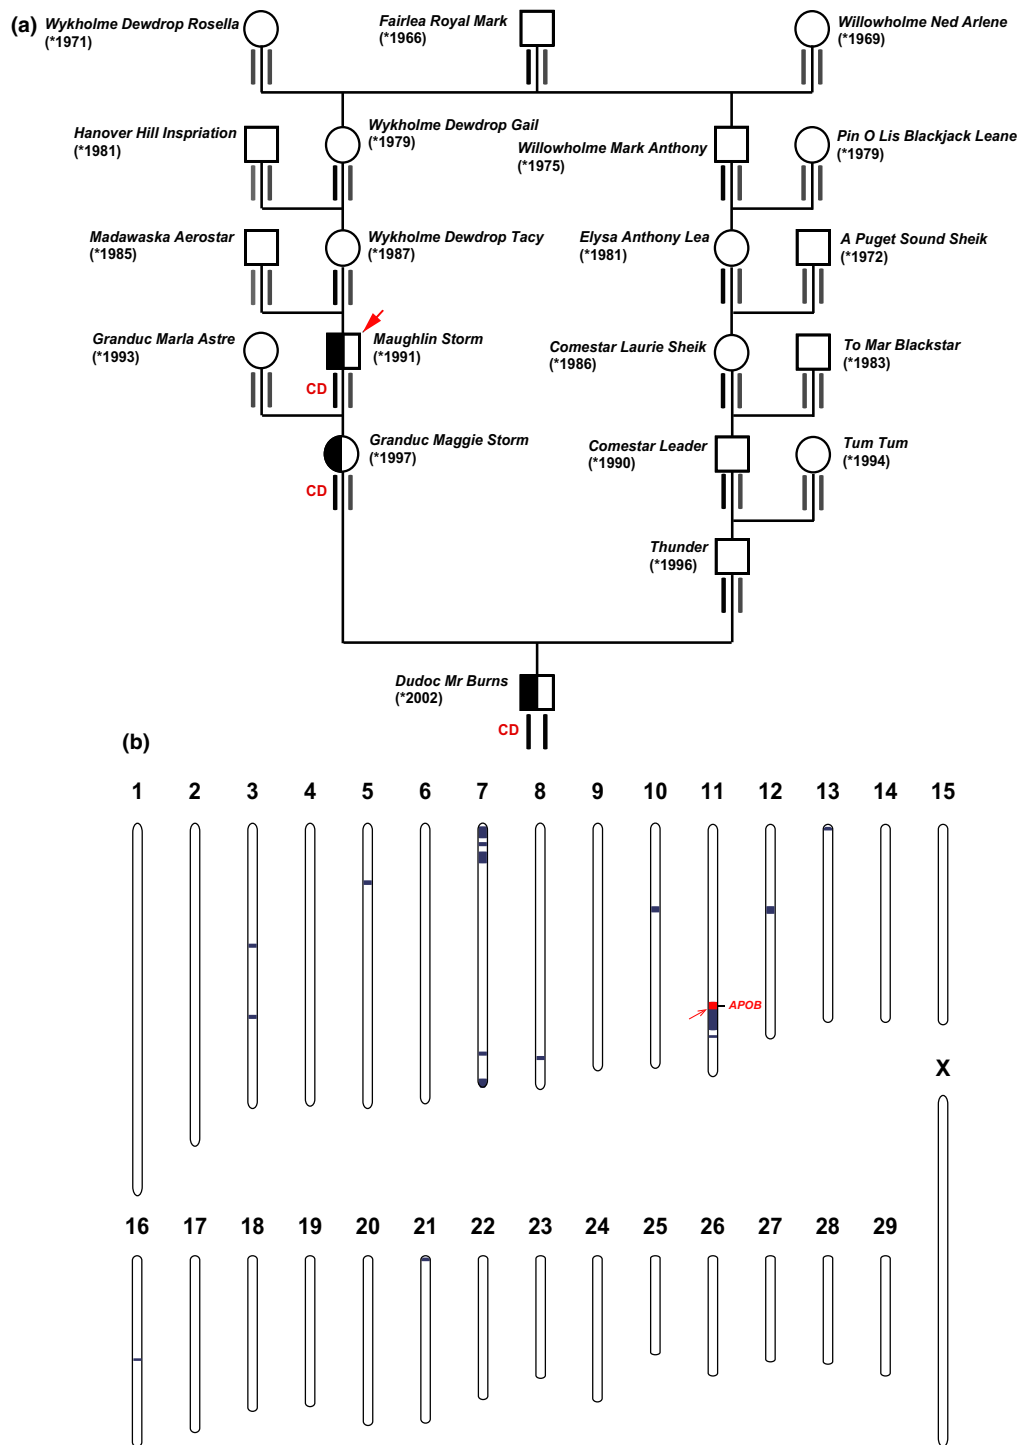 (a)
Wykholme Dewdrop Rosella
(*1971)
Fairlea Royal Mark
(*1966)
Willowholme Ned Arlene
(*1969)
Hanover Hill Inspriation
(*1981)
Wykholme Dewdrop Gail
(*1979)
Willowholme Mark Anthony
(*1975)
Pin O Lis Blackjack Leane
(*1979)
Madawaska Aerostar
(*1985)
Wykholme Dewdrop Tacy
(*1987)
Elysa Anthony Lea
(*1981)
A Puget Sound Sheik
(*1972)
Granduc Marla Astre
(*1993)
Maughlin Storm
(*1991)
CD
Comestar Laurie Sheik
(*1986)
To Mar Blackstar
(*1983)
Granduc Maggie Storm
(*1997)
CD
Comestar Leader
(*1990)
Tum Tum
(*1994)
Thunder
(*1996)
Dudoc Mr Burns
(*2002)
CD
(b)
1 2 3 4 5 6 7 8 9 10 11 12 13 14 15
APOB
X
16 17 18 19 20 21 22 23 24 25 26 27 28 29